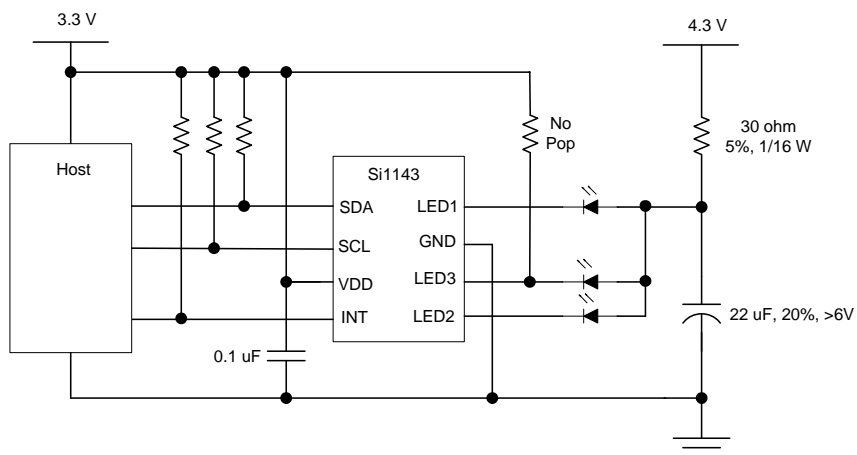 3.3 V
4.3 V
No
Pop
30 ohm
5%, 1/16 W
Host
Si1143
SDA
LED1
SCL
GND
VDD
LED3
INT
LED2
22 uF, 20%, >6V
0.1 uF